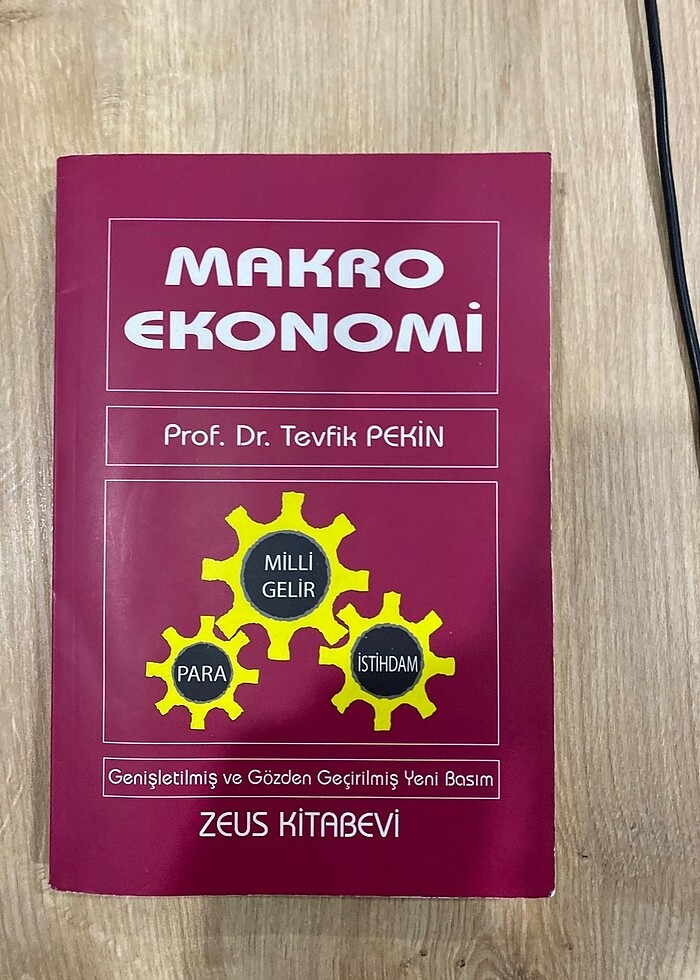 MAKRO
EKONOMİ
Prof. Dr. Tevfik PEKİN
MİLLİ
GELİR
PARA
İSTİHDAM
Genişletilmiş ve Gözden Geçirilmiş Yeni Basım
ZEUS KİTABEVİ